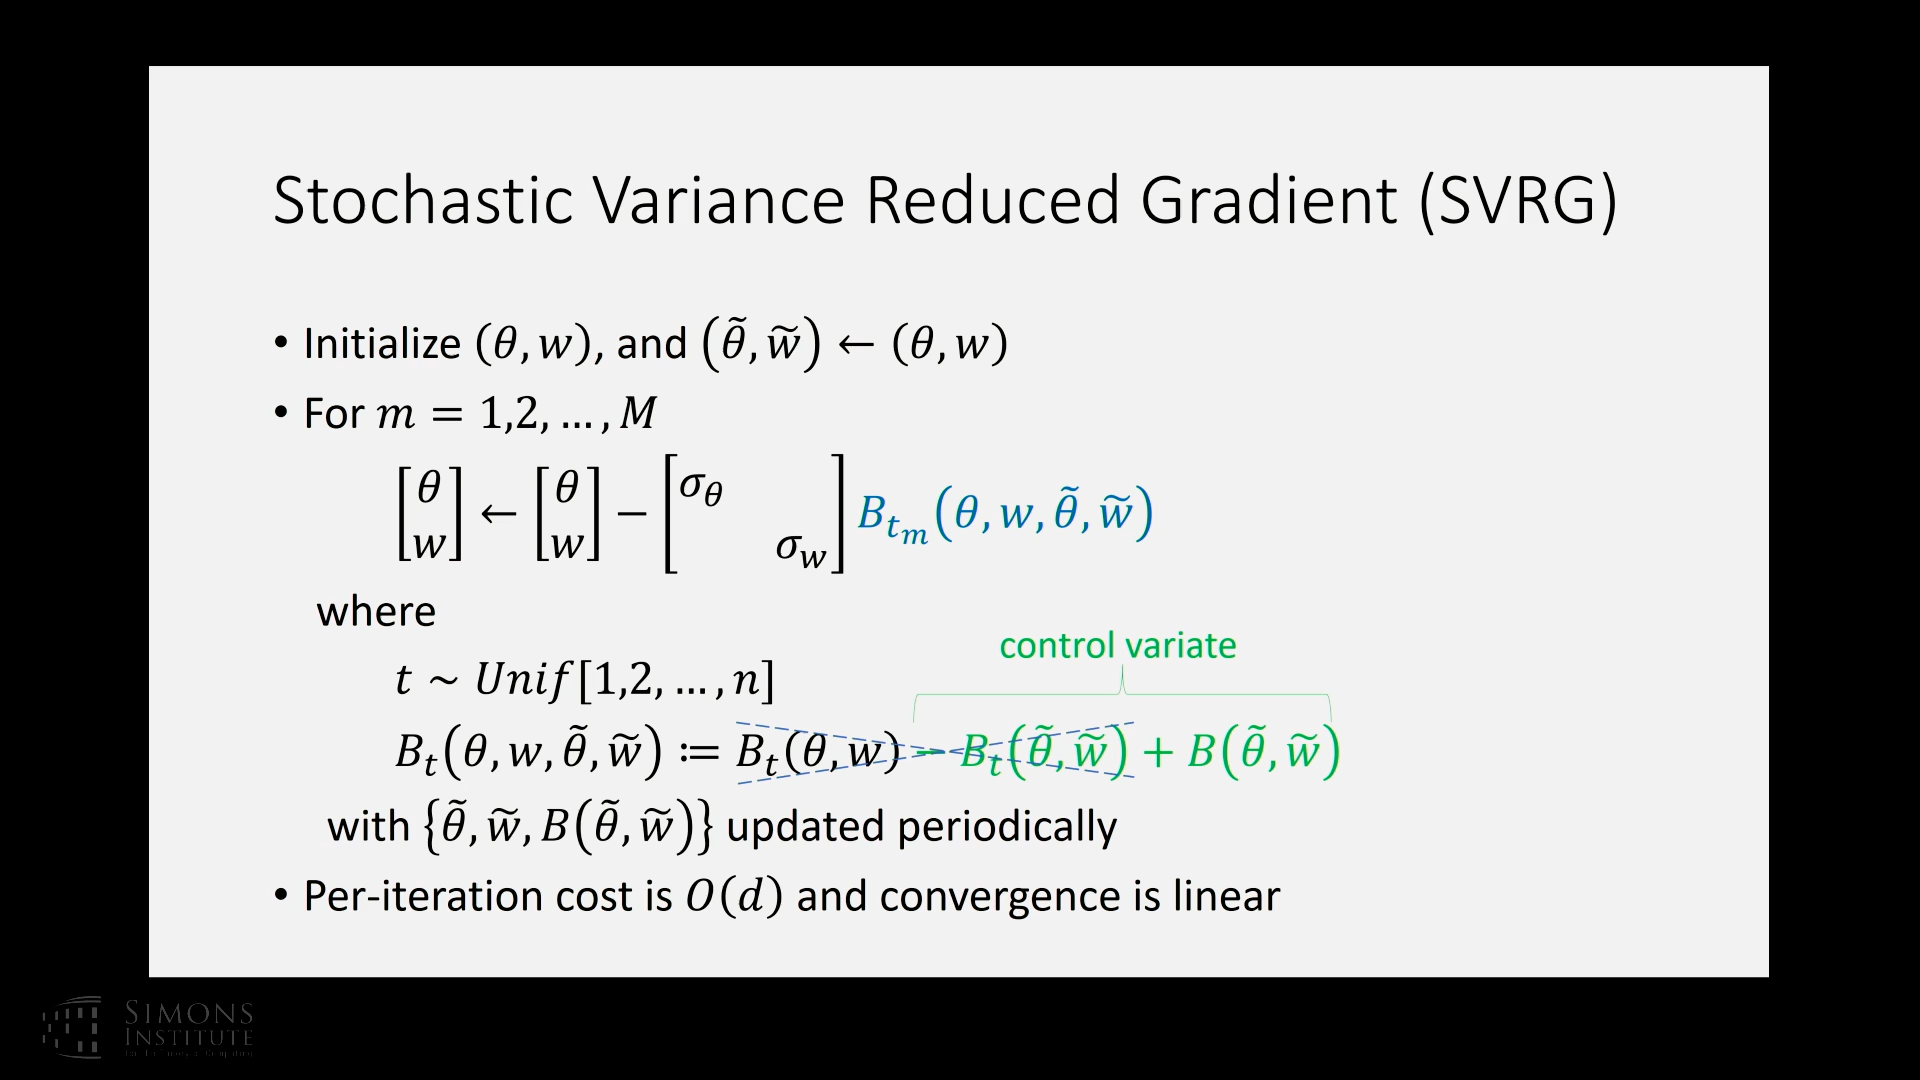 Stochastic Variance Reduced Gradient (SVRG)
• Initialize (θ, w), and (θ̃, w̃) ← (θ, w)
• For m = 1,2, … , M
[θ w] ← [θ w] − [σ_θ σ_w] B_{t_m}(θ, w, θ̃, w̃)
where
control variate
t ~ Unif[1,2, … , n]
B_t(θ, w, θ̃, w̃) ≔ B_t(θ, w) − B_t(θ̃, w̃) + B(θ̃, w̃)
with {θ̃, w̃, B(θ̃, w̃)} updated periodically
• Per-iteration cost is O(d) and convergence is linear
SIMONS
INSTITUTE